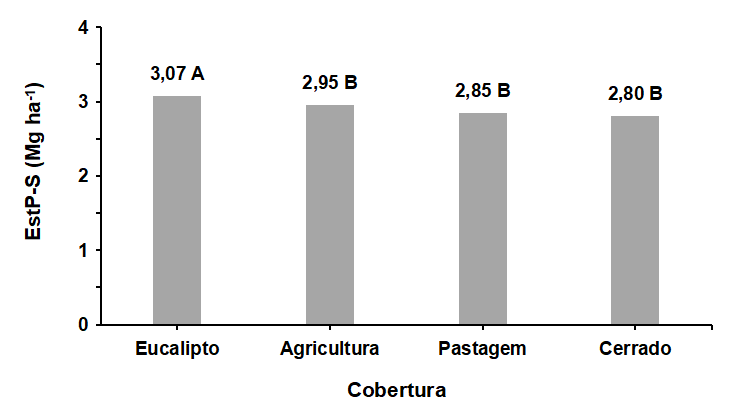 EstP-S (Mg ha⁻¹)
4
3
2
1
0
3,07 A
2,95 B
2,85 B
2,80 B
Eucalipto
Agricultura
Pastagem
Cerrado
Cobertura